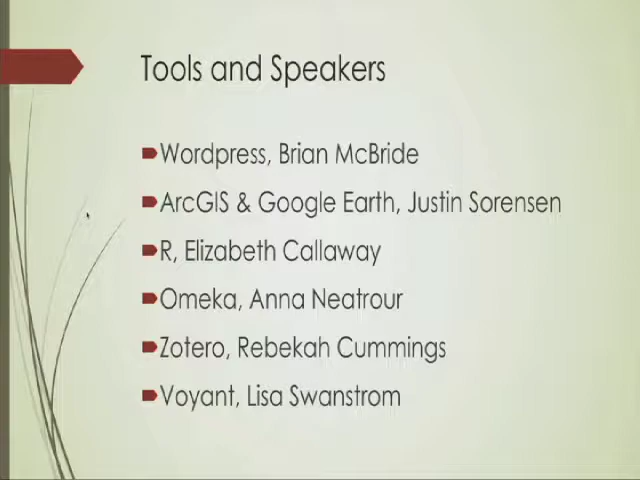 Tools and Speakers
Wordpress, Brian McBride
ArcGIS & Google Earth, Justin Sorensen
R, Elizabeth Callaway
Omeka, Anna Neatrour
Zotero, Rebekah Cummings
Voyant, Lisa Swanstrom